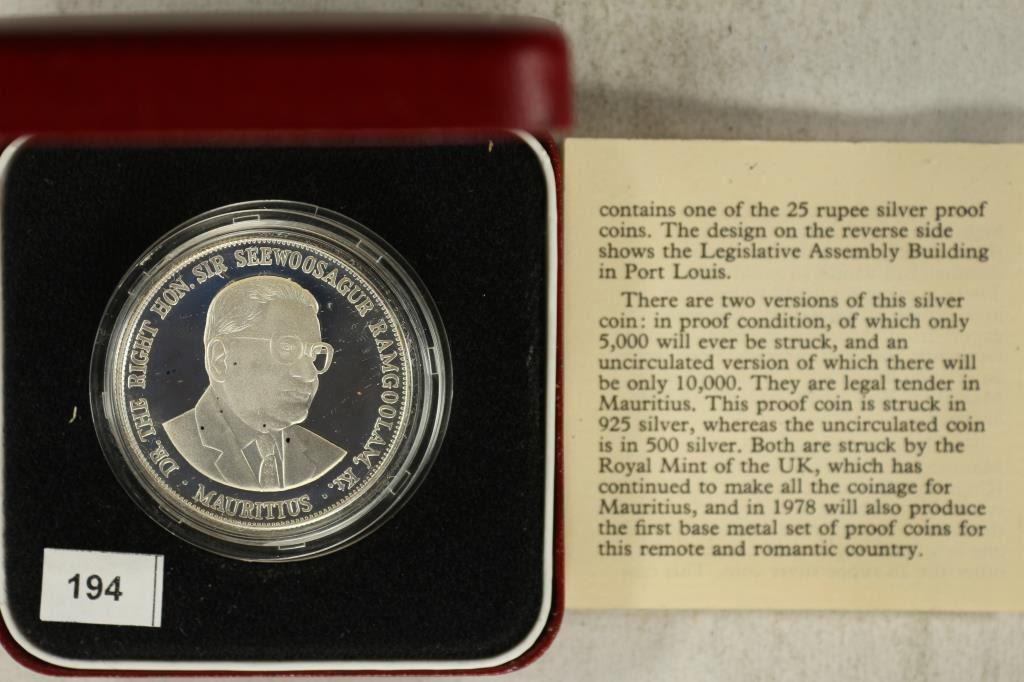 DR. THE RIGHT HON. SIR SEEWOOSAGUR RAMGOOLAM, Kt.
· MAURITIUS ·
194
contains one of the 25 rupee silver proof
coins. The design on the reverse side
shows the Legislative Assembly Building
in Port Louis.
There are two versions of this silver
coin: in proof condition, of which only
5,000 will ever be struck, and an
uncirculated version of which there will
be only 10,000. They are legal tender in
Mauritius. This proof coin is struck in
925 silver, whereas the uncirculated coin
is in 500 silver. Both are struck by the
Royal Mint of the UK, which has
continued to make all the coinage for
Mauritius, and in 1978 will also produce
the first base metal set of proof coins for
this remote and romantic country.